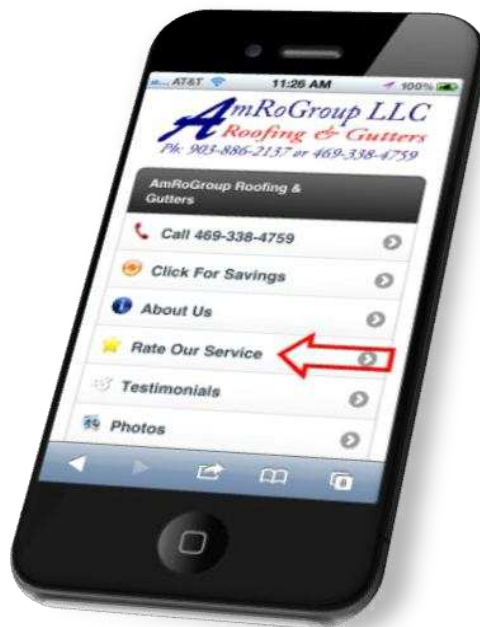 AT&T 11:26 AM 100%
AmRoGroup LLC
Roofing & Gutters
Ph: 903-886-2137 or 469-338-4759
AmRoGroup Roofing &
Gutters
Call 469-338-4759
Click For Savings
About Us
Rate Our Service
Testimonials
Photos